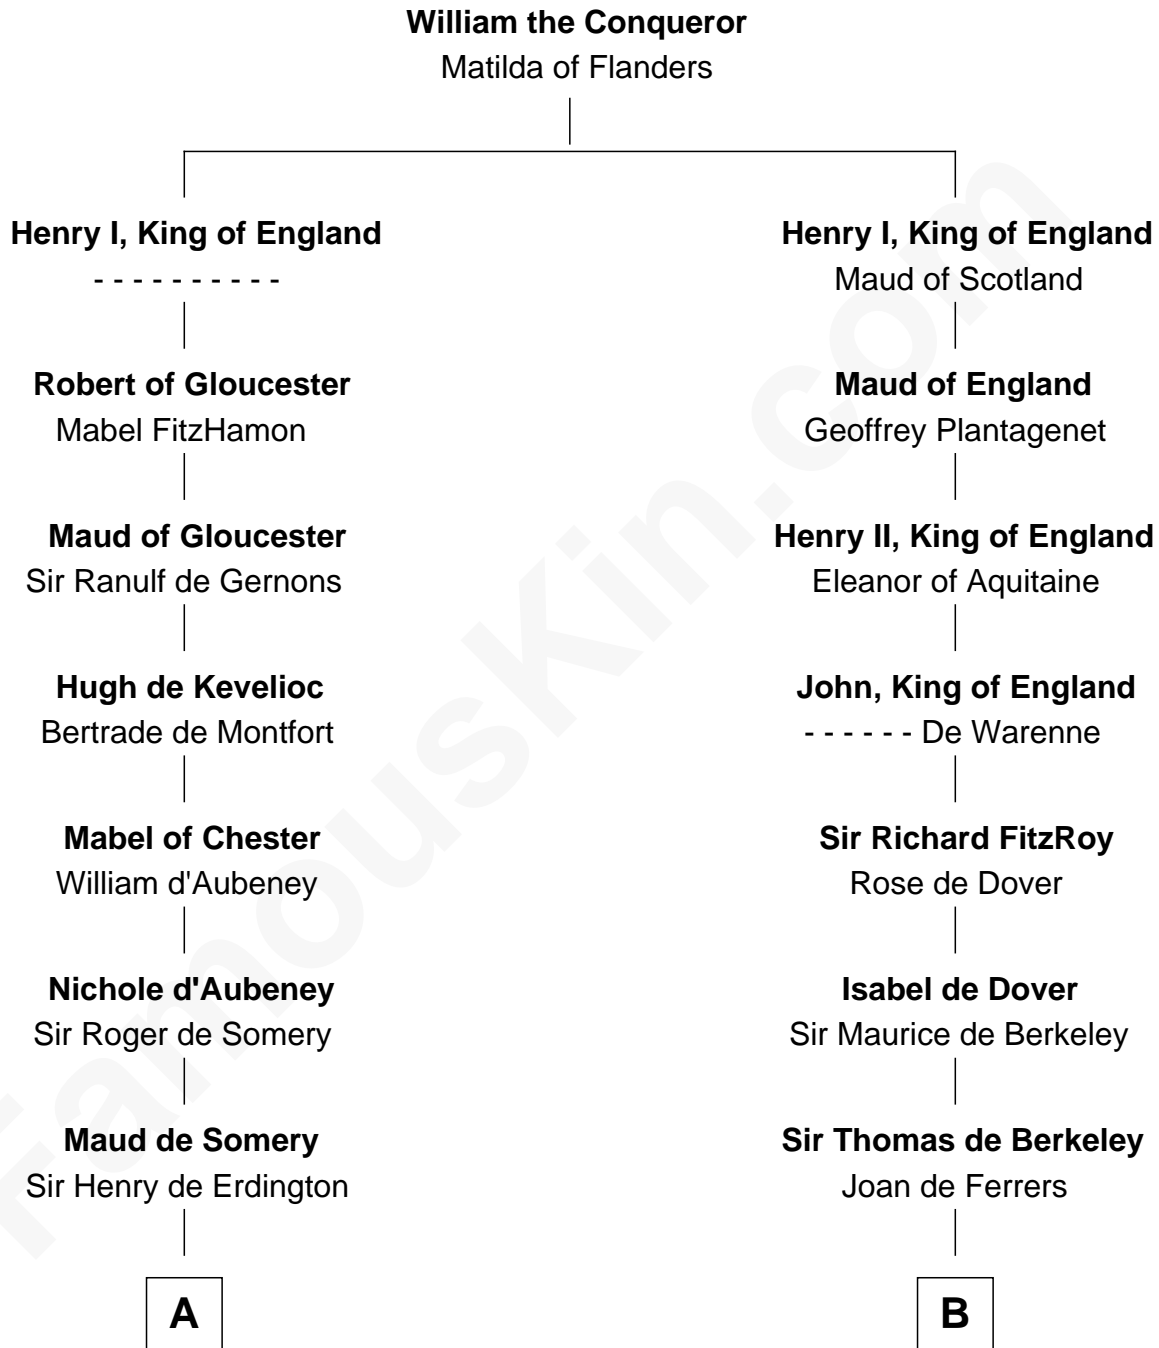 William the Conqueror
Matilda of Flanders
Henry I, King of England
- - - - - - - - - -
Robert of Gloucester
Mabel FitzHamon
Maud of Gloucester
Sir Ranulf de Gernons
Hugh de Kevelioc
Bertrade de Montfort
Mabel of Chester
William d'Aubeney
Nichole d'Aubeney
Sir Roger de Somery
Maud de Somery
Sir Henry de Erdington
A
Henry I, King of England
Maud of Scotland
Maud of England
Geoffrey Plantagenet
Henry II, King of England
Eleanor of Aquitaine
John, King of England
- - - - - - De Warenne
Sir Richard FitzRoy
Rose de Dover
Isabel de Dover
Sir Maurice de Berkeley
Sir Thomas de Berkeley
Joan de Ferrers
B
FamousKin.com